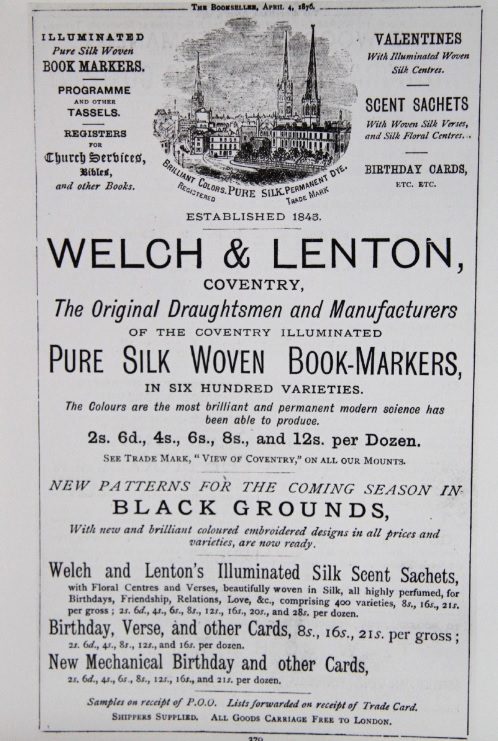 THE BOOKSELLER, APRIL 4, 1876.
ILLUMINATED
Pure Silk Woven
BOOK MARKERS.
PROGRAMME
AND OTHER
TASSELS.
REGISTERS
FOR
Church Services,
Bibles,
and other Books.
BRILLIANT COLORS. PURE SILK. PERMANENT DYE.
REGISTERED TRADE MARK
VALENTINES
With Illuminated Woven
Silk Centres.
SCENT SACHETS
With Woven Silk Verses,
and Silk Floral Centres.
BIRTHDAY CARDS,
ETC. ETC.
ESTABLISHED 1843.
WELCH & LENTON,
COVENTRY,
The Original Draughtsmen and Manufacturers
OF THE COVENTRY ILLUMINATED
PURE SILK WOVEN BOOK-MARKERS,
IN SIX HUNDRED VARIETIES.
The Colours are the most brilliant and permanent modern science has
been able to produce.
2s. 6d., 4s., 6s., 8s., and 12s. per Dozen.
SEE TRADE MARK, "VIEW OF COVENTRY," ON ALL OUR MOUNTS.
NEW PATTERNS FOR THE COMING SEASON IN
BLACK GROUNDS,
With new and brilliant coloured embroidered designs in all prices and
varieties, are now ready.
Welch and Lenton's Illuminated Silk Scent Sachets,
with Floral Centres and Verses, beautifully woven in Silk, all highly perfumed, for
Birthdays, Friendship, Relations, Love, &c., comprising 400 varieties, 8s., 16s., 21s.
per gross; 2s. 6d., 4s., 6s., 8s., 12s., 16s., 20s., and 28s. per dozen.
Birthday, Verse, and other Cards, 8s., 16s., 21s. per gross;
2s. 6d., 4s., 8s., 12s., and 16s. per dozen.
New Mechanical Birthday and other Cards,
2s. 6d., 4s., 6s., 8s., 12s., 16s., and 21s. per dozen.
Samples on receipt of P.O.O. Lists forwarded on receipt of Trade Card.
SHIPPERS SUPPLIED. ALL GOODS CARRIAGE FREE TO LONDON.